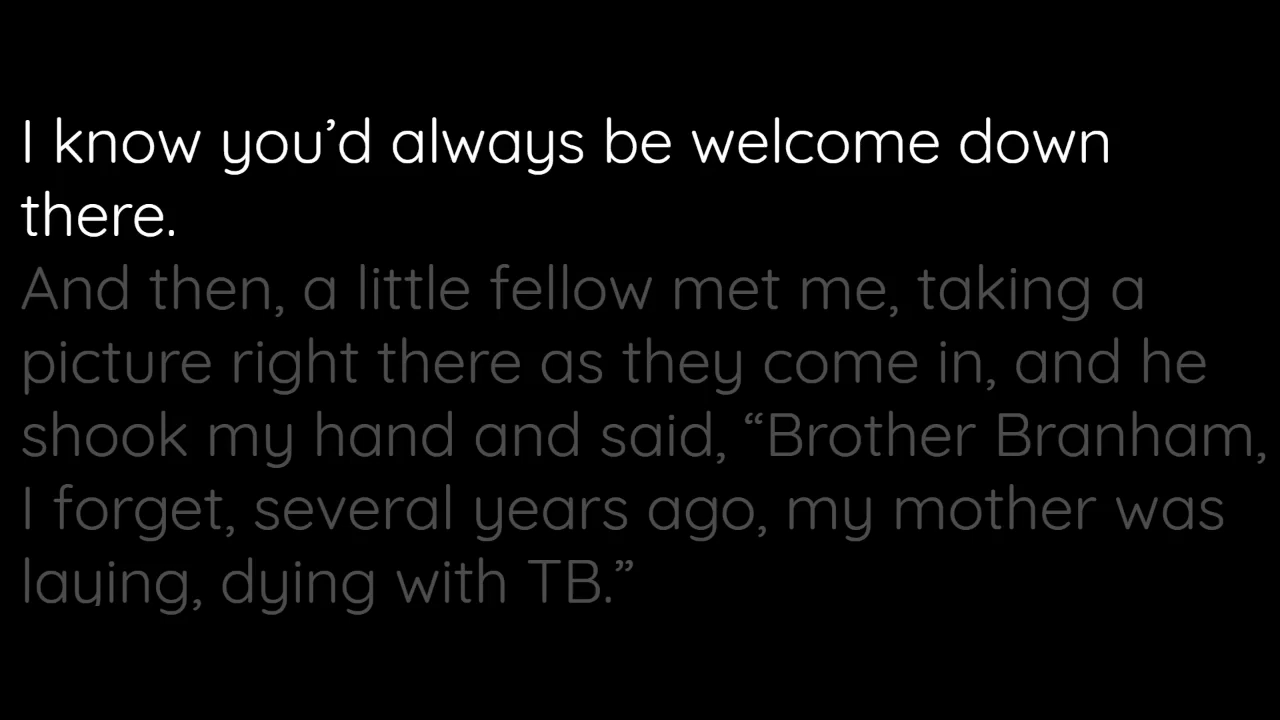 I know you’d always be welcome down
there.
And then, a little fellow met me, taking a
picture right there as they come in, and he
shook my hand and said, “Brother Branham,
I forget, several years ago, my mother was
laying, dying with TB.”